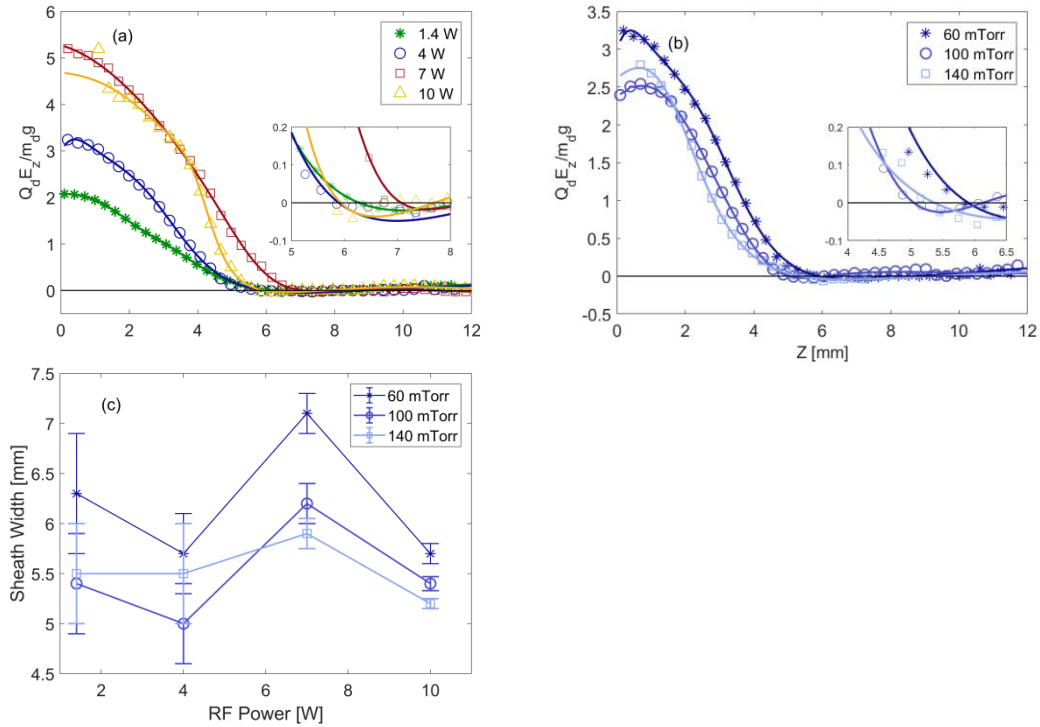 (a)
1.4 W
4 W
7 W
10 W
Q_dE_z/m_dg
6
5
4
3
2
1
0
0.2
0.1
0
-0.1
5 6 7 8
0 2 4 6 8 10 12
(b)
60 mTorr
100 mTorr
140 mTorr
Q_dE_z/m_dg
3.5
3
2.5
2
1.5
1
0.5
0
-0.5
0.2
0.1
0
-0.1
4 4.5 5 5.5 6 6.5
0 2 4 6 8 10 12
Z [mm]
(c)
60 mTorr
100 mTorr
140 mTorr
Sheath Width [mm]
7.5
7
6.5
6
5.5
5
4.5
2 4 6 8 10
RF Power [W]